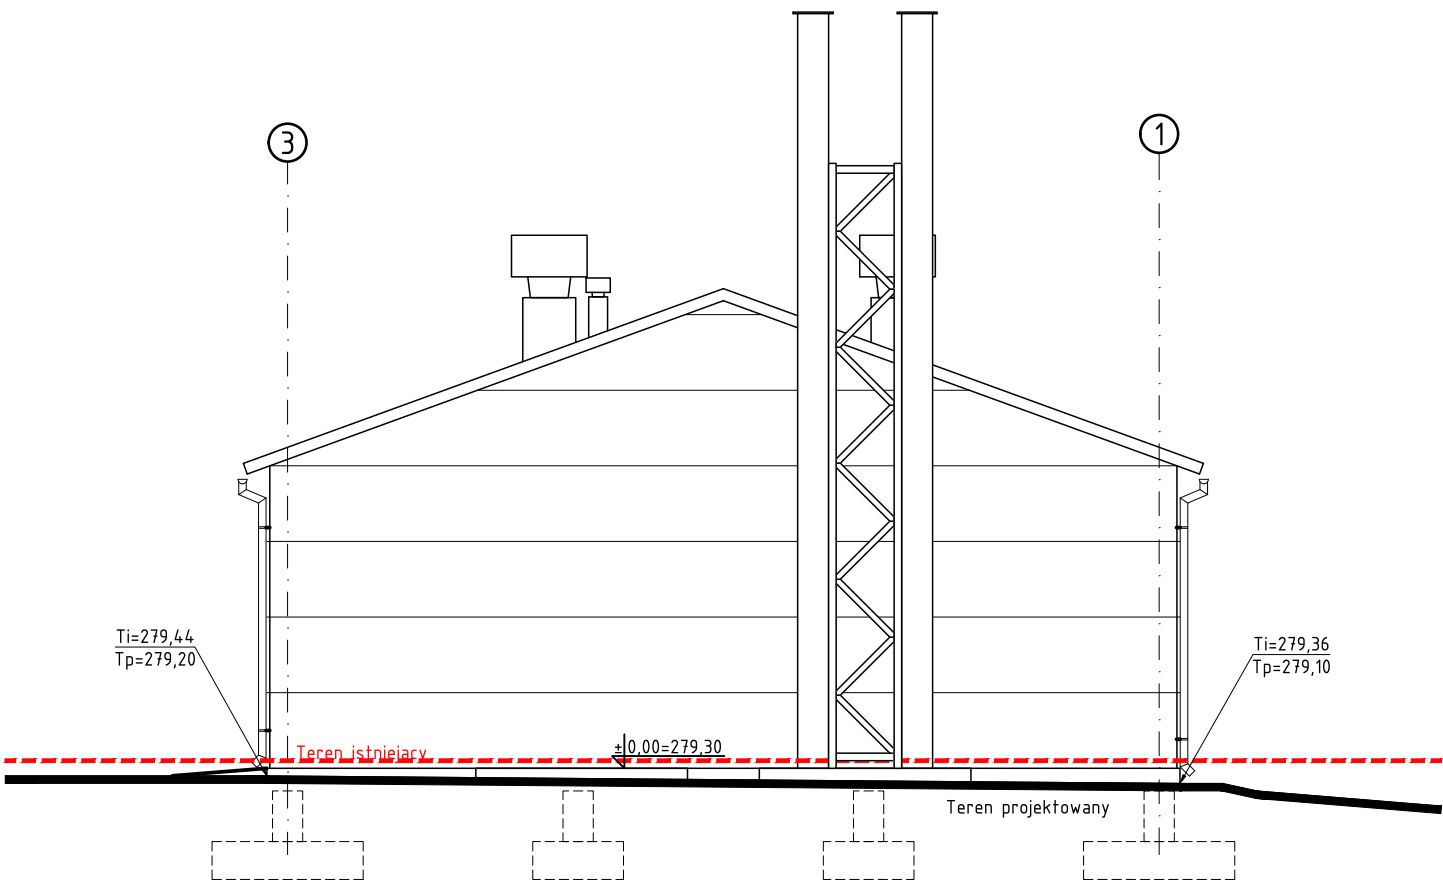 3
1
Ti=279,44
Tp=279,20
Ti=279,36
Tp=279,10
Teren istniejący
±0,00=279,30
Teren projektowany